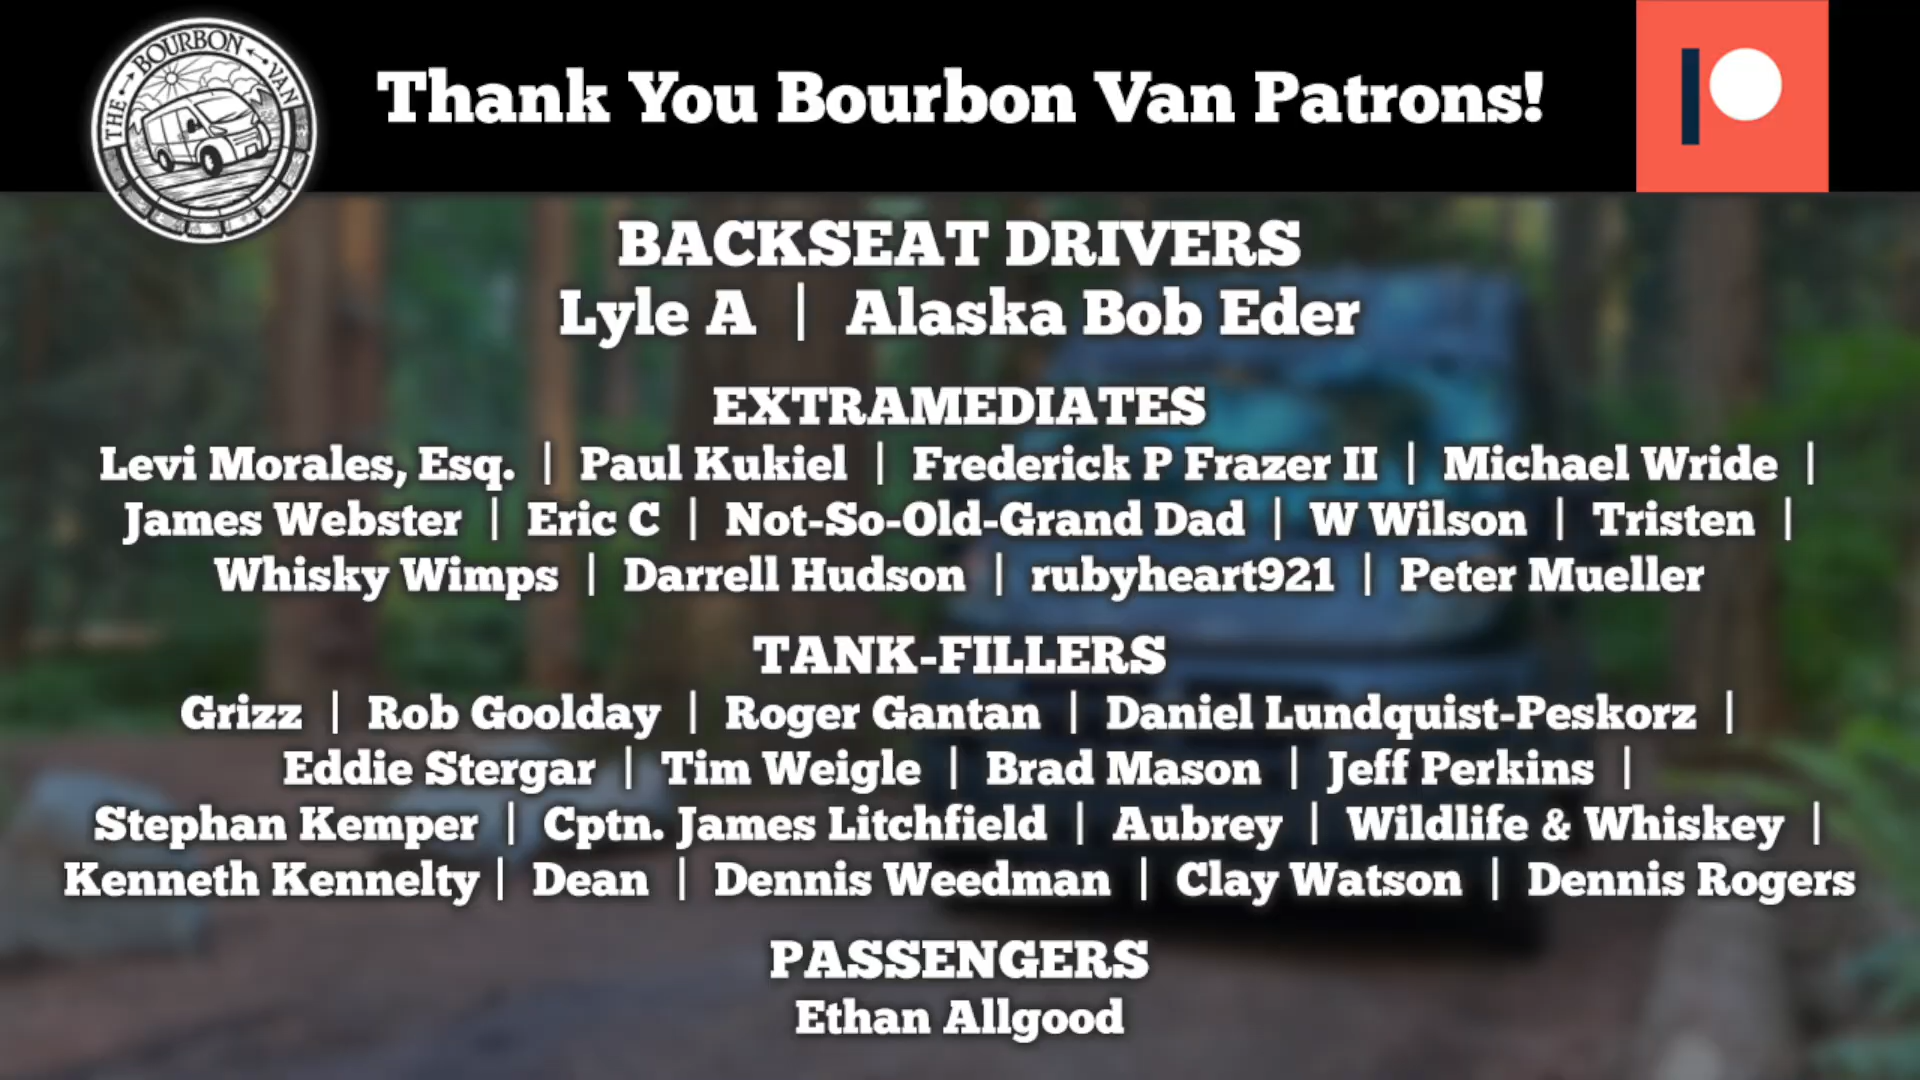 THE BOURBON VAN
Thank You Bourbon Van Patrons!
BACKSEAT DRIVERS
Lyle A | Alaska Bob Eder
EXTRAMEDIATES
Levi Morales, Esq. | Paul Kukiel | Frederick P Frazer II | Michael Wride |
James Webster | Eric C | Not-So-Old-Grand Dad | W Wilson | Tristen |
Whisky Wimps | Darrell Hudson | rubyheart921 | Peter Mueller
TANK-FILLERS
Grizz | Rob Goolday | Roger Gantan | Daniel Lundquist-Peskorz |
Eddie Stergar | Tim Weigle | Brad Mason | Jeff Perkins |
Stephan Kemper | Cptn. James Litchfield | Aubrey | Wildlife & Whiskey |
Kenneth Kennelty | Dean | Dennis Weedman | Clay Watson | Dennis Rogers
PASSENGERS
Ethan Allgood